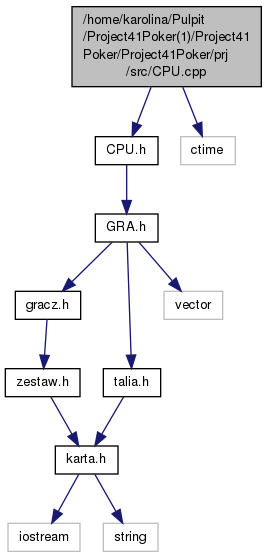 /home/karolina/Pulpit
/Project41Poker(1)/Project41
Poker/Project41Poker/prj
/src/CPU.cpp
CPU.h
ctime
GRA.h
gracz.h
vector
zestaw.h
talia.h
karta.h
iostream
string